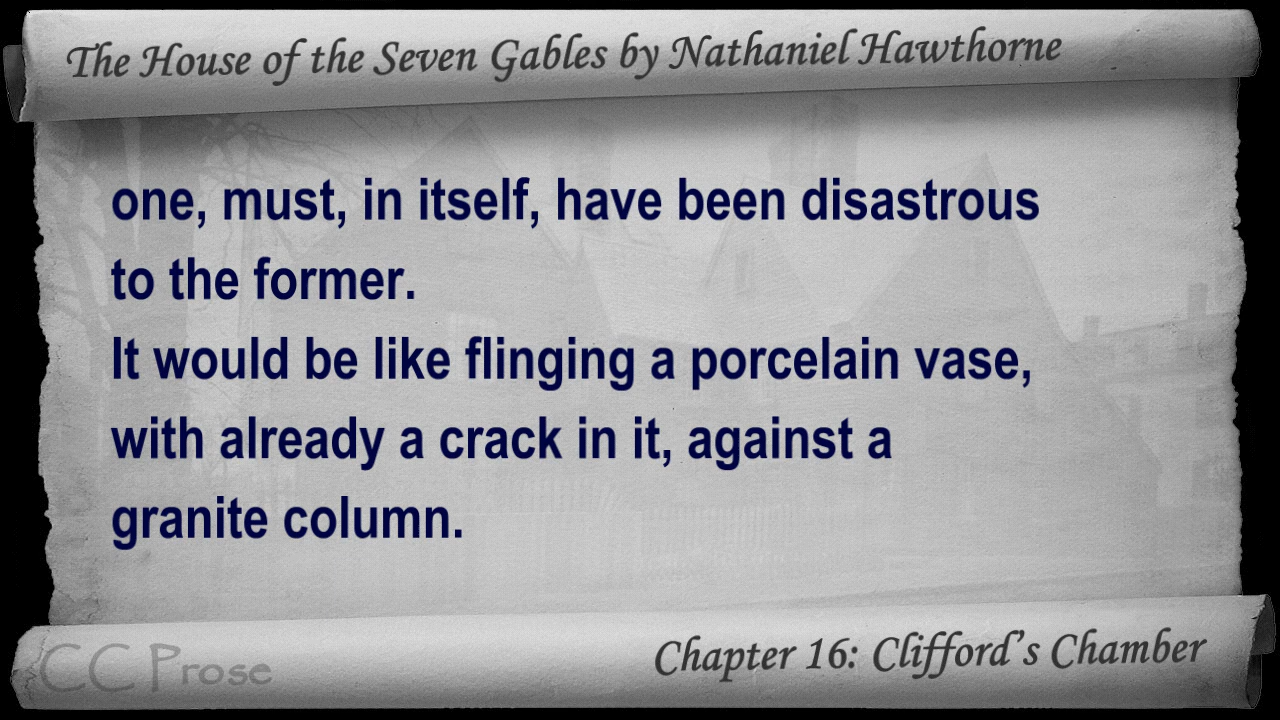 The House of the Seven Gables by Nathaniel Hawthorne
one, must, in itself, have been disastrous
to the former.
It would be like flinging a porcelain vase,
with already a crack in it, against a
granite column.
CC Prose
Chapter 16: Clifford's Chamber